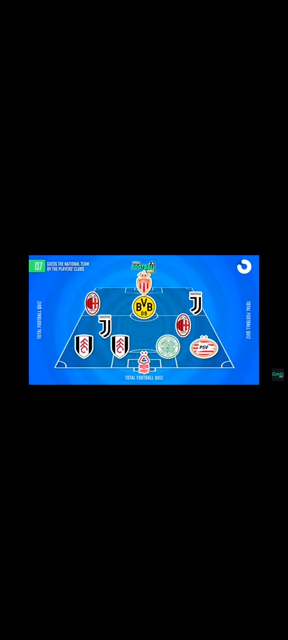 07
GUESS THE NATIONAL TEAM
BY THE PLAYERS' CLUBS
FOOTBALL
TOTAL FOOTBALL QUIZ
TOTAL FOOTBALL QUIZ
BVB
09
PSV
TOTAL FOOTBALL QUIZ